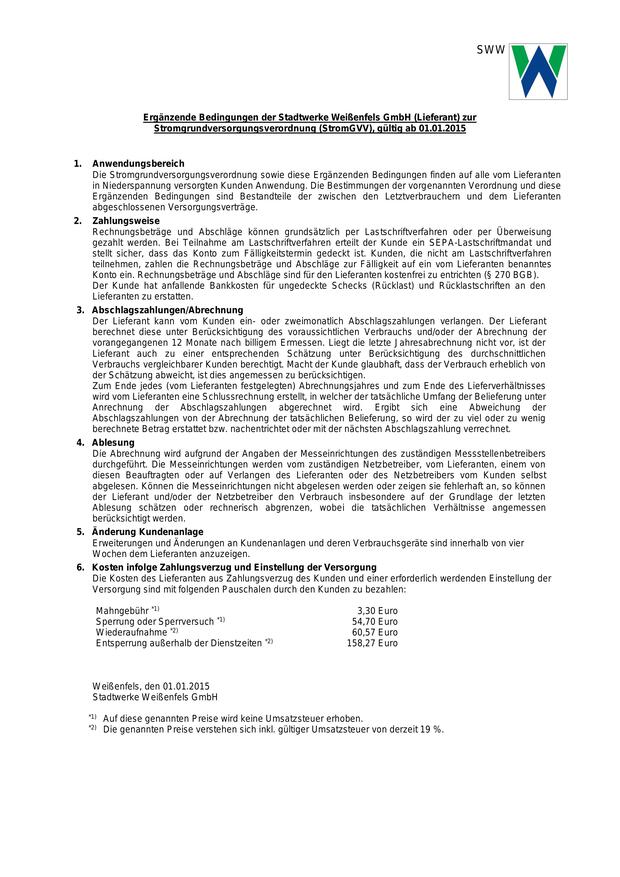 SWW
Ergänzende Bedingungen der Stadtwerke Weißenfels GmbH (Lieferant) zur
Stromgrundversorgungsverordnung (StromGVV), gültig ab 01.01.2015
1. Anwendungsbereich
Die Stromgrundversorgungsverordnung sowie diese Ergänzenden Bedingungen finden auf alle vom Lieferanten
in Niederspannung versorgten Kunden Anwendung. Die Bestimmungen der vorgenannten Verordnung und diese
Ergänzenden Bedingungen sind Bestandteile der zwischen den Letztverbrauchern und dem Lieferanten
abgeschlossenen Versorgungsverträge.
2. Zahlungsweise
Rechnungsbeträge und Abschläge können grundsätzlich per Lastschriftverfahren oder per Überweisung
gezahlt werden. Bei Teilnahme am Lastschriftverfahren erteilt der Kunde ein SEPA-Lastschriftmandat und
stellt sicher, dass das Konto zum Fälligkeitstermin gedeckt ist. Kunden, die nicht am Lastschriftverfahren
teilnehmen, zahlen die Rechnungsbeträge und Abschläge zur Fälligkeit auf ein vom Lieferanten benanntes
Konto ein. Rechnungsbeträge und Abschläge sind für den Lieferanten kostenfrei zu entrichten (§ 270 BGB).
Der Kunde hat anfallende Bankkosten für ungedeckte Schecks (Rücklast) und Rücklastschriften an den
Lieferanten zu erstatten.
3. Abschlagszahlungen/Abrechnung
Der Lieferant kann vom Kunden ein- oder zweimonatlich Abschlagszahlungen verlangen. Der Lieferant
berechnet diese unter Berücksichtigung des voraussichtlichen Verbrauchs und/oder der Abrechnung der
vorangegangenen 12 Monate nach billigem Ermessen. Liegt die letzte Jahresabrechnung nicht vor, ist der
Lieferant auch zu einer entsprechenden Schätzung unter Berücksichtigung des durchschnittlichen
Verbrauchs vergleichbarer Kunden berechtigt. Macht der Kunde glaubhaft, dass der Verbrauch erheblich von
der Schätzung abweicht, ist dies angemessen zu berücksichtigen.
Zum Ende jedes (vom Lieferanten festgelegten) Abrechnungsjahres und zum Ende des Lieferverhältnisses
wird vom Lieferanten eine Schlussrechnung erstellt, in welcher der tatsächliche Umfang der Belieferung unter
Anrechnung der Abschlagszahlungen abgerechnet wird. Ergibt sich eine Abweichung der
Abschlagszahlungen von der Abrechnung der tatsächlichen Belieferung, so wird der zu viel oder zu wenig
berechnete Betrag erstattet bzw. nachentrichtet oder mit der nächsten Abschlagszahlung verrechnet.
4. Ablesung
Die Abrechnung wird aufgrund der Angaben der Messeinrichtungen des zuständigen Messstellenbetreibers
durchgeführt. Die Messeinrichtungen werden vom zuständigen Netzbetreiber, vom Lieferanten, einem von
diesen Beauftragten oder auf Verlangen des Lieferanten oder des Netzbetreibers vom Kunden selbst
abgelesen. Können die Messeinrichtungen nicht abgelesen werden oder zeigen sie fehlerhaft an, so können
der Lieferant und/oder der Netzbetreiber den Verbrauch insbesondere auf der Grundlage der letzten
Ablesung schätzen oder rechnerisch abgrenzen, wobei die tatsächlichen Verhältnisse angemessen
berücksichtigt werden.
5. Änderung Kundenanlage
Erweiterungen und Änderungen an Kundenanlagen und deren Verbrauchsgeräte sind innerhalb von vier
Wochen dem Lieferanten anzuzeigen.
6. Kosten infolge Zahlungsverzug und Einstellung der Versorgung
Die Kosten des Lieferanten aus Zahlungsverzug des Kunden und einer erforderlich werdenden Einstellung der
Versorgung sind mit folgenden Pauschalen durch den Kunden zu bezahlen:
Mahngebühr *1) 3,30 Euro
Sperrung oder Sperrversuch *1) 54,70 Euro
Wiederaufnahme *2) 60,57 Euro
Entsperrung außerhalb der Dienstzeiten *2) 158,27 Euro
Weißenfels, den 01.01.2015
Stadtwerke Weißenfels GmbH
*1) Auf diese genannten Preise wird keine Umsatzsteuer erhoben.
*2) Die genannten Preise verstehen sich inkl. gültiger Umsatzsteuer von derzeit 19 %.